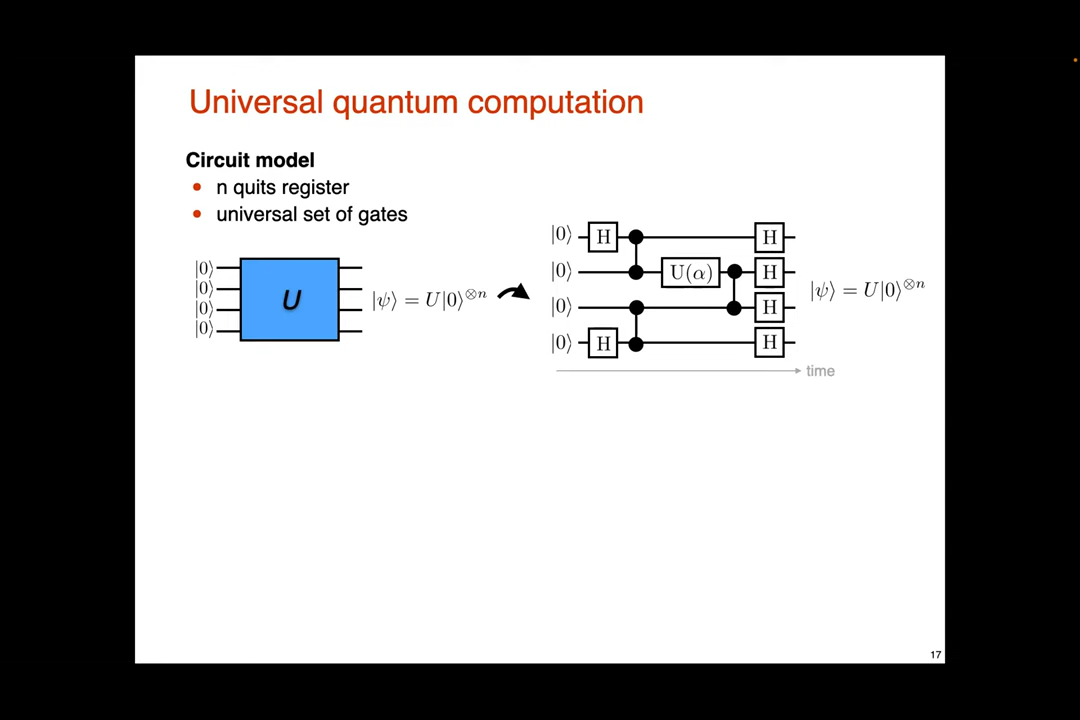 Universal quantum computation
Circuit model
• n quits register
• universal set of gates
|0⟩
|0⟩
|0⟩
|0⟩
U
|ψ⟩ = U|0⟩⊗n
|0⟩ H H
|0⟩ U(α) H
|0⟩ H
|0⟩ H H
|ψ⟩ = U|0⟩⊗n
time
17